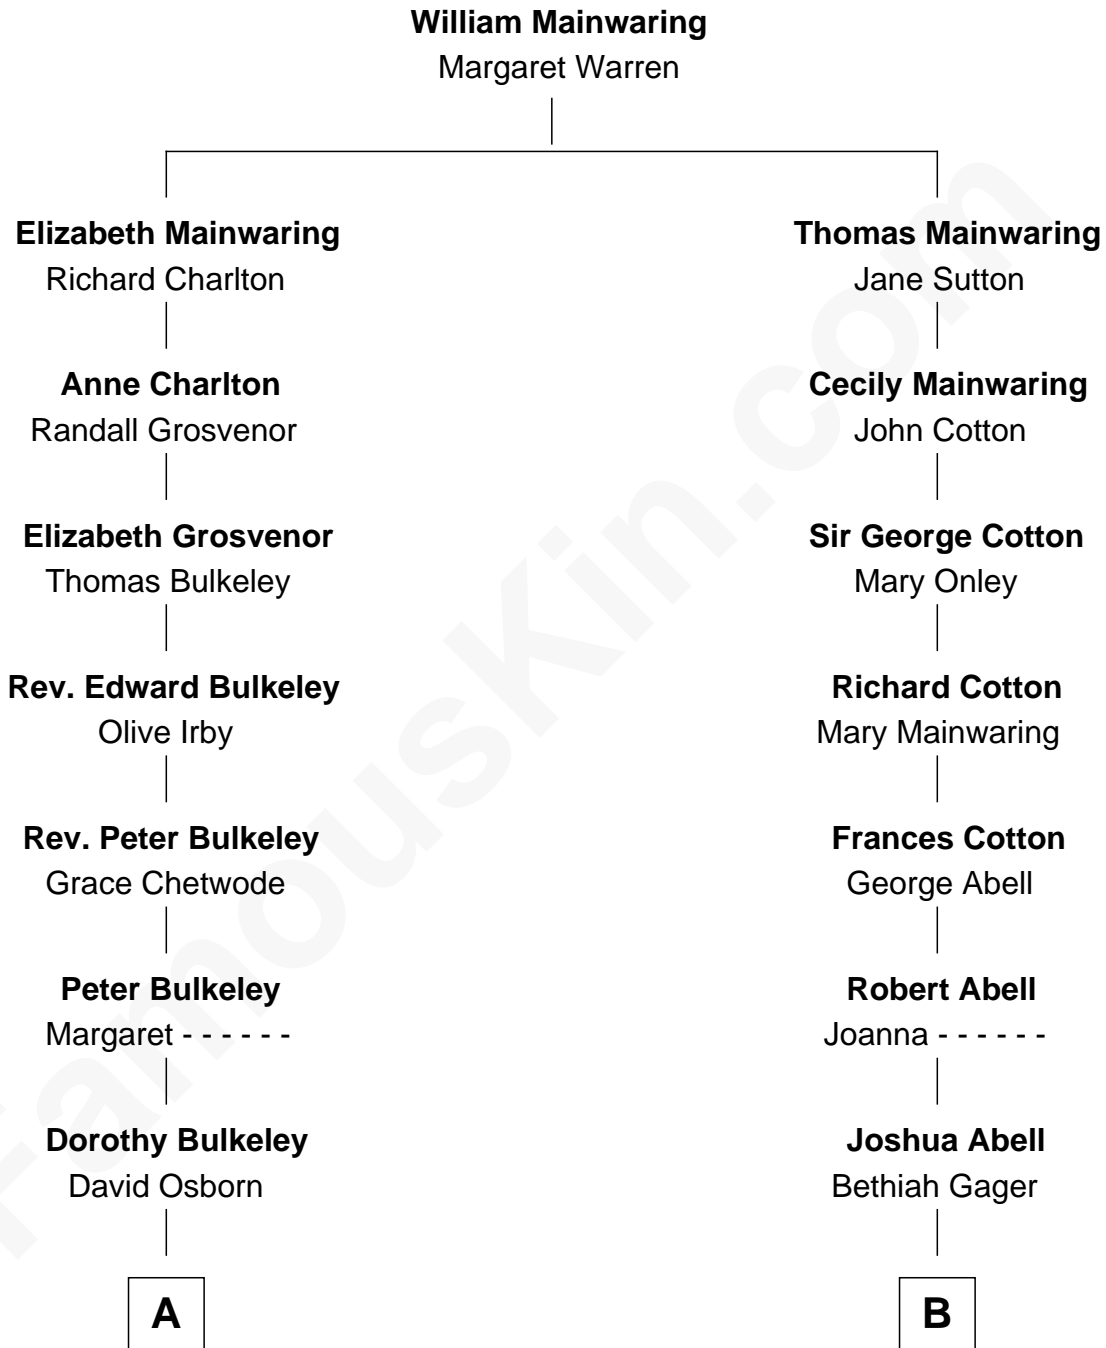 William Mainwaring
Margaret Warren
Elizabeth Mainwaring
Richard Charlton
Anne Charlton
Randall Grosvenor
Elizabeth Grosvenor
Thomas Bulkeley
Rev. Edward Bulkeley
Olive Irby
Rev. Peter Bulkeley
Grace Chetwode
Peter Bulkeley
Margaret - - - - - -
Dorothy Bulkeley
David Osborn
A
Thomas Mainwaring
Jane Sutton
Cecily Mainwaring
John Cotton
Sir George Cotton
Mary Onley
Richard Cotton
Mary Mainwaring
Frances Cotton
George Abell
Robert Abell
Joanna - - - - - -
Joshua Abell
Bethiah Gager
B
FamousKin.com